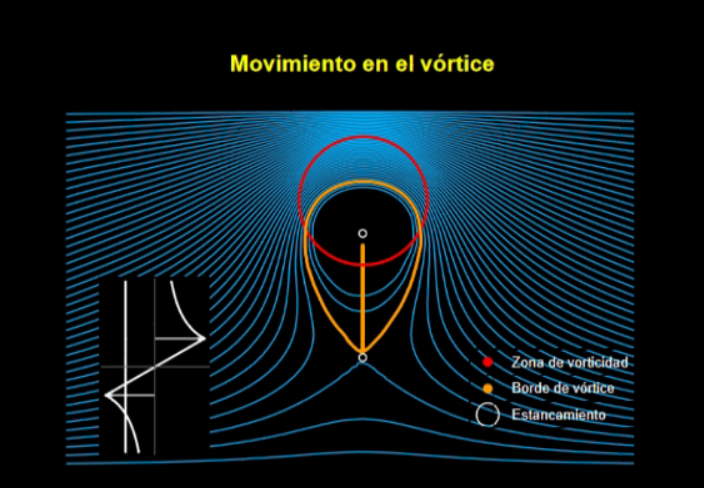 Movimiento en el vórtice
Zona de vorticidad
Borde de vórtice
Estancamiento